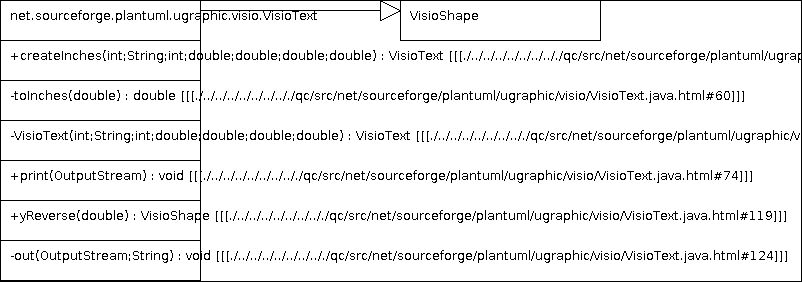 net.sourceforge.plantuml.ugraphic.visio.VisioText
VisioShape
+createInches(int;String;int;double;double;double;double) : VisioText [[[./../../../../../../../../qc/src/net/sourceforge/plantuml/ugrap
-toInches(double) : double [[[./../../../../../../../../qc/src/net/sourceforge/plantuml/ugraphic/visio/VisioText.java.html#60]]]
-VisioText(int;String;int;double;double;double;double) : VisioText [[[./../../../../../../../../qc/src/net/sourceforge/plantuml/ugraphic/v
+print(OutputStream) : void [[[./../../../../../../../../qc/src/net/sourceforge/plantuml/ugraphic/visio/VisioText.java.html#74]]]
+yReverse(double) : VisioShape [[[./../../../../../../../../qc/src/net/sourceforge/plantuml/ugraphic/visio/VisioText.java.html#119]]]
-out(OutputStream;String) : void [[[./../../../../../../../../qc/src/net/sourceforge/plantuml/ugraphic/visio/VisioText.java.html#124]]]